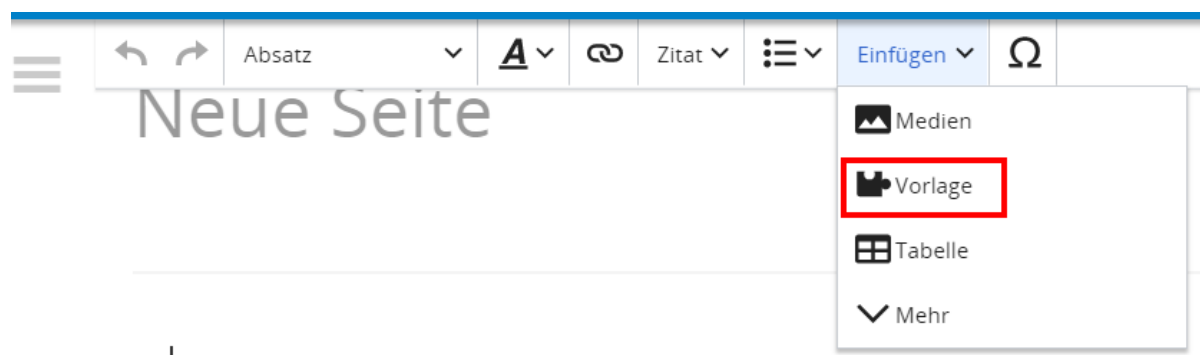 Absatz A Zitat Einfügen Ω
Neue Seite
Medien
Vorlage
Tabelle
Mehr